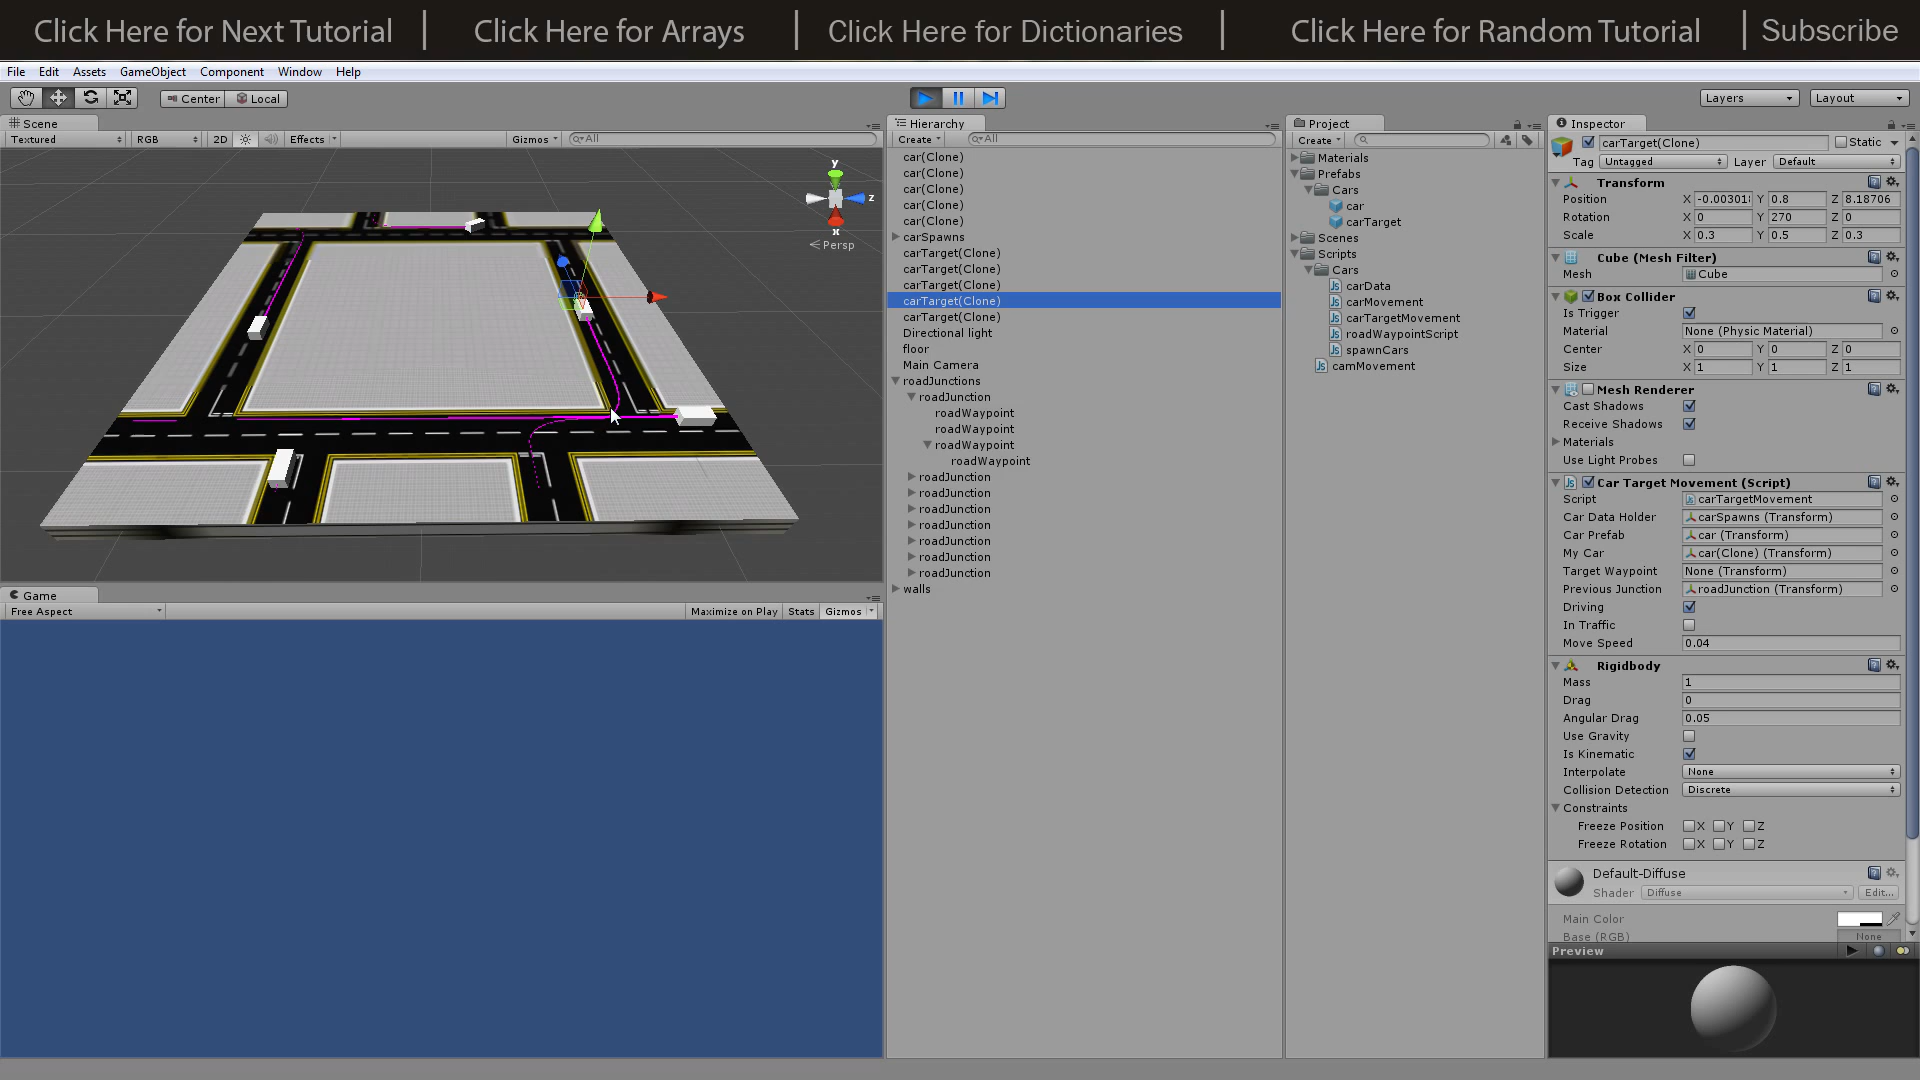 Click Here for Next Tutorial | Click Here for Arrays | Click Here for Dictionaries | Click Here for Random Tutorial | Subscribe
File Edit Assets GameObject Component Window Help
Center Local Layers Layout
Scene
Textured RGB 2D Effects Gizmos All
y
z
x
Persp
Game
Free Aspect Maximize on Play Stats Gizmos
Hierarchy
Create All
car(Clone)
car(Clone)
car(Clone)
car(Clone)
car(Clone)
carSpawns
carTarget(Clone)
carTarget(Clone)
carTarget(Clone)
carTarget(Clone)
carTarget(Clone)
Directional light
floor
Main Camera
roadJunctions
roadJunction
roadWaypoint
roadWaypoint
roadWaypoint
roadWaypoint
roadJunction
roadJunction
roadJunction
roadJunction
roadJunction
roadJunction
roadJunction
walls
Project
Create
Materials
Prefabs
Cars
car
carTarget
Scenes
Scripts
Cars
carData
carMovement
carTargetMovement
roadWaypointScript
spawnCars
camMovement
Inspector
carTarget(Clone) Static
Tag Untagged Layer Default
Transform
Position X -0.00301 Y 0.8 Z 8.18706
Rotation X 0 Y 270 Z 0
Scale X 0.3 Y 0.5 Z 0.3
Cube (Mesh Filter)
Mesh Cube
Box Collider
Is Trigger
Material None (Physic Material)
Center X 0 Y 0 Z 0
Size X 1 Y 1 Z 1
Mesh Renderer
Cast Shadows
Receive Shadows
Materials
Use Light Probes
Car Target Movement (Script)
Script carTargetMovement
Car Data Holder carSpawns (Transform)
Car Prefab car (Transform)
My Car car(Clone) (Transform)
Target Waypoint None (Transform)
Previous Junction roadJunction (Transform)
Driving
In Traffic
Move Speed 0.04
Rigidbody
Mass 1
Drag 0
Angular Drag 0.05
Use Gravity
Is Kinematic
Interpolate None
Collision Detection Discrete
Constraints
Freeze Position X Y Z
Freeze Rotation X Y Z
Default-Diffuse
Shader Diffuse Edit...
Main Color
Base (RGB) None
Preview